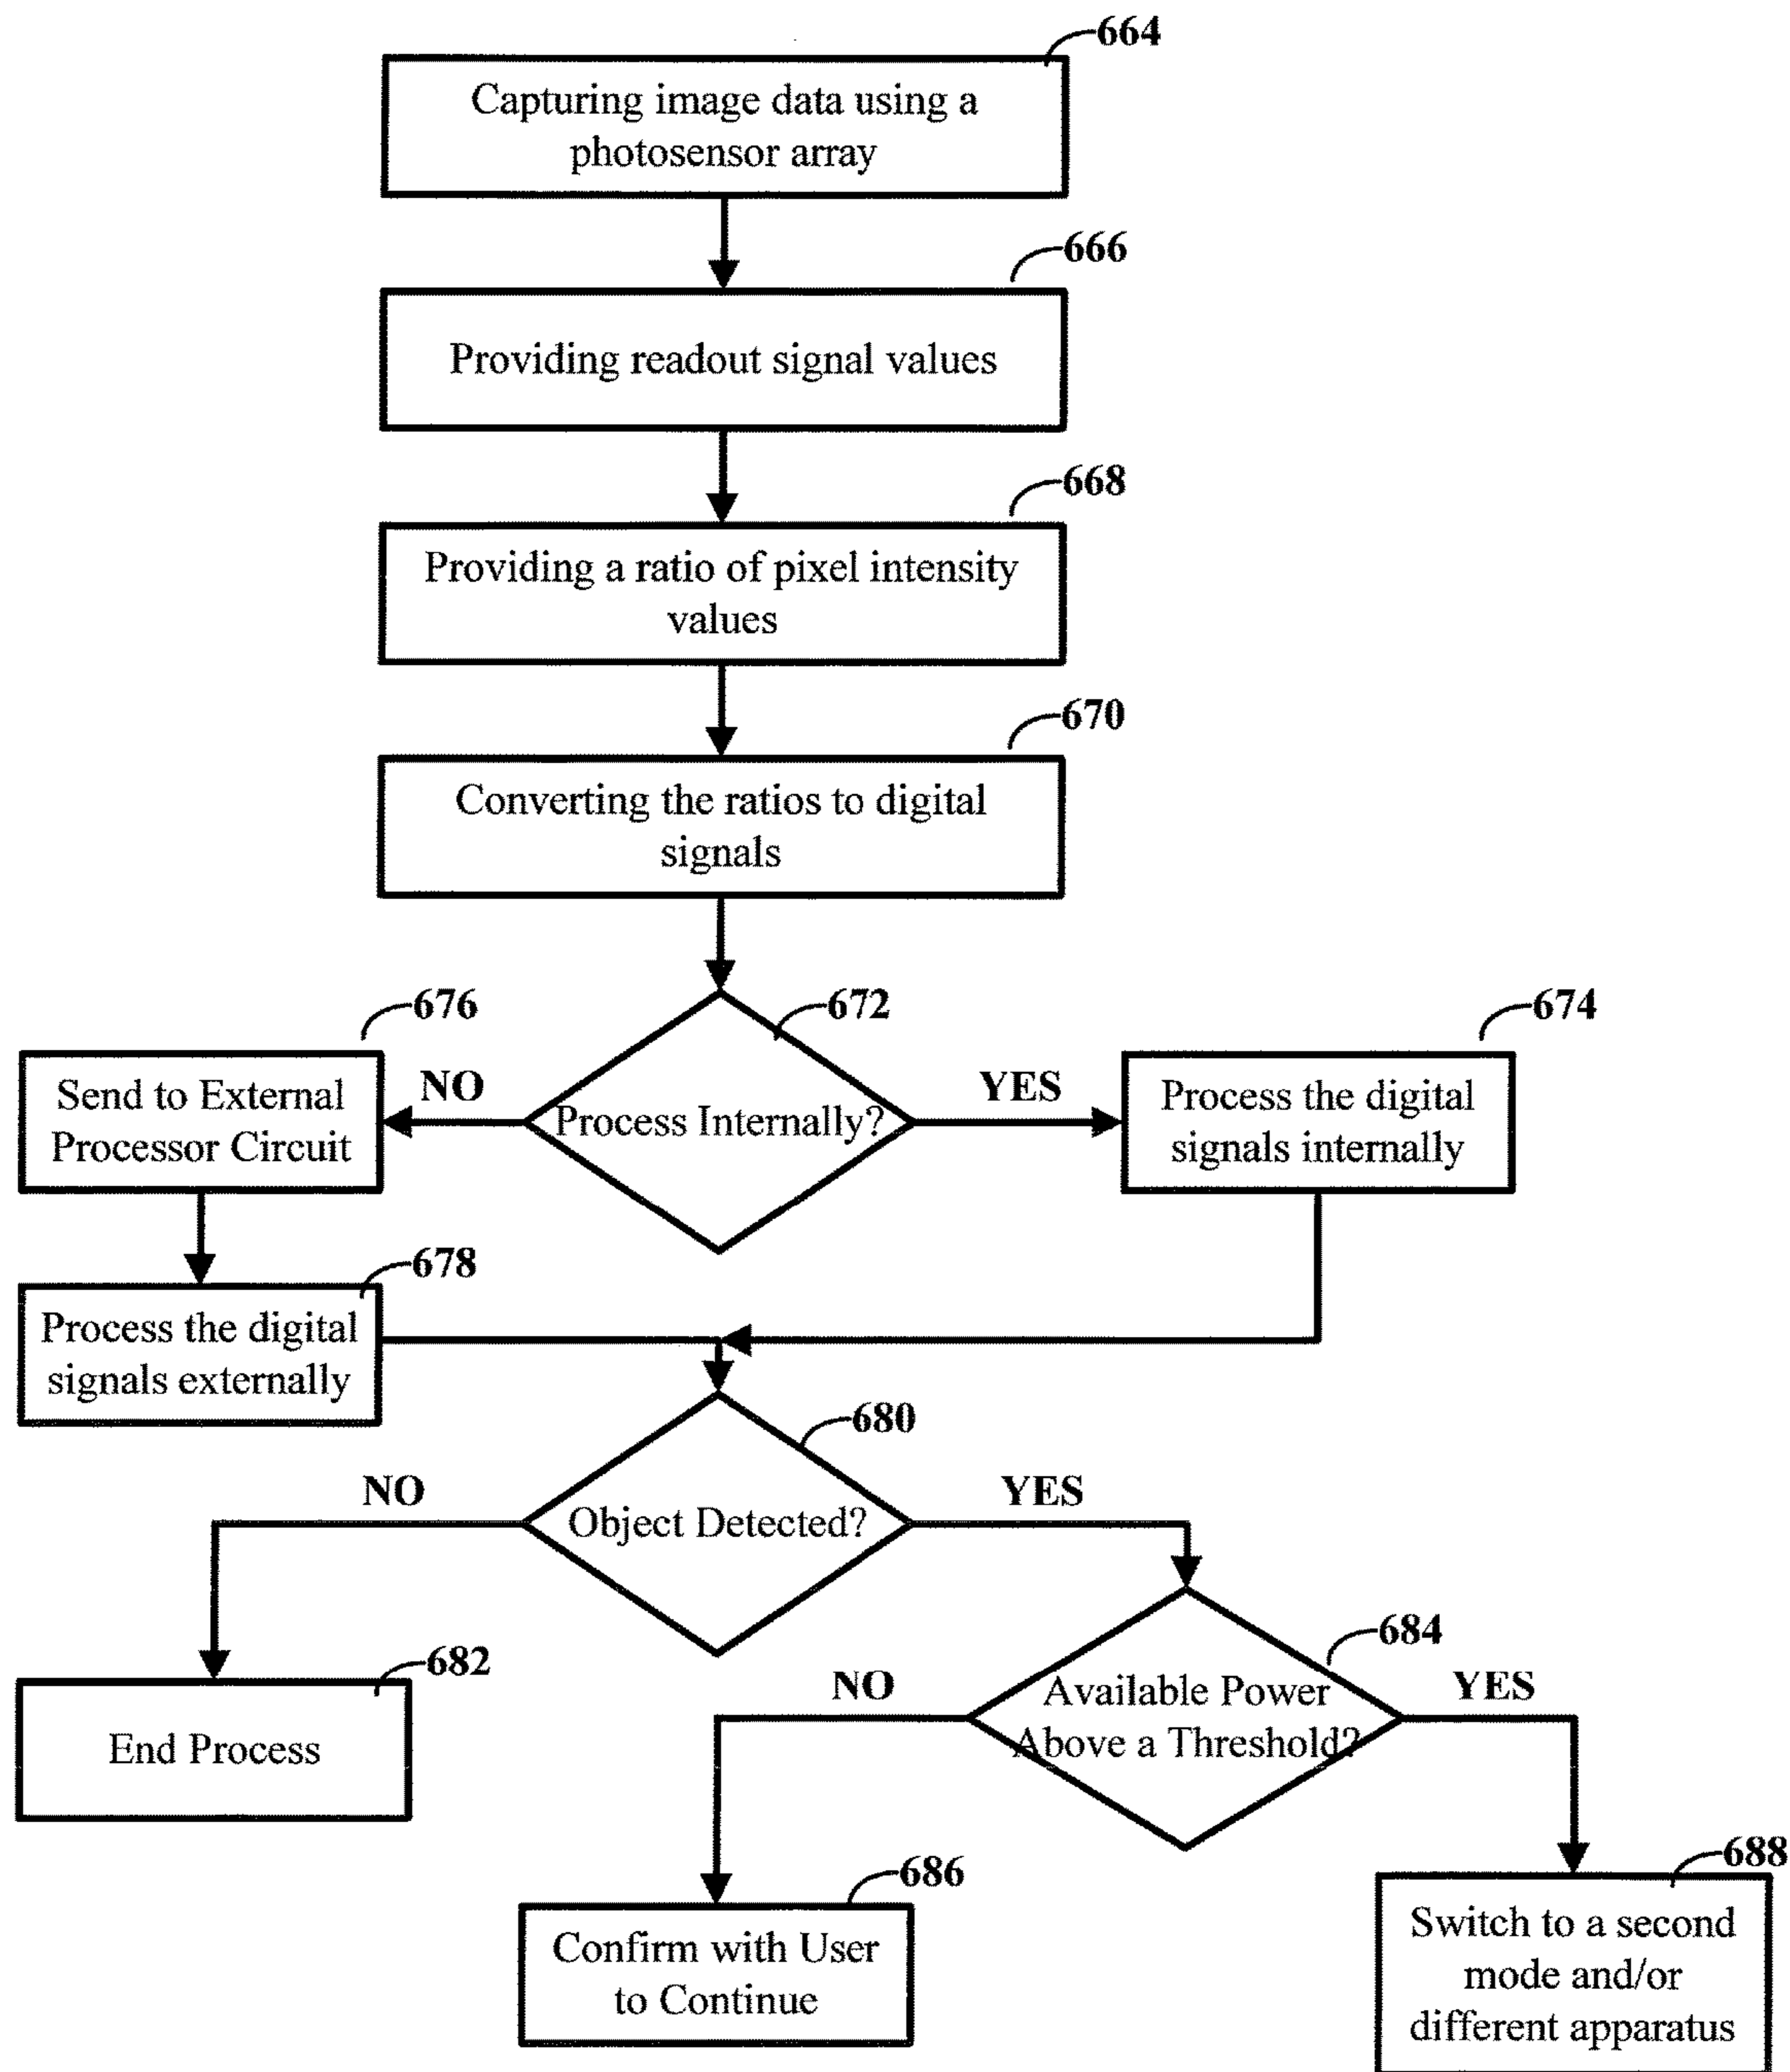 664
Capturing image data using a
photosensor array
666
Providing readout signal values
668
Providing a ratio of pixel intensity
values
670
Converting the ratios to digital
signals
676
672
674
Send to External
Processor Circuit
NO
Process Internally?
YES
Process the digital
signals internally
678
Process the digital
signals externally
680
NO
Object Detected?
YES
682
End Process
684
NO
Available Power
Above a Threshold?
YES
686
Confirm with User
to Continue
688
Switch to a second
mode and/or
different apparatus